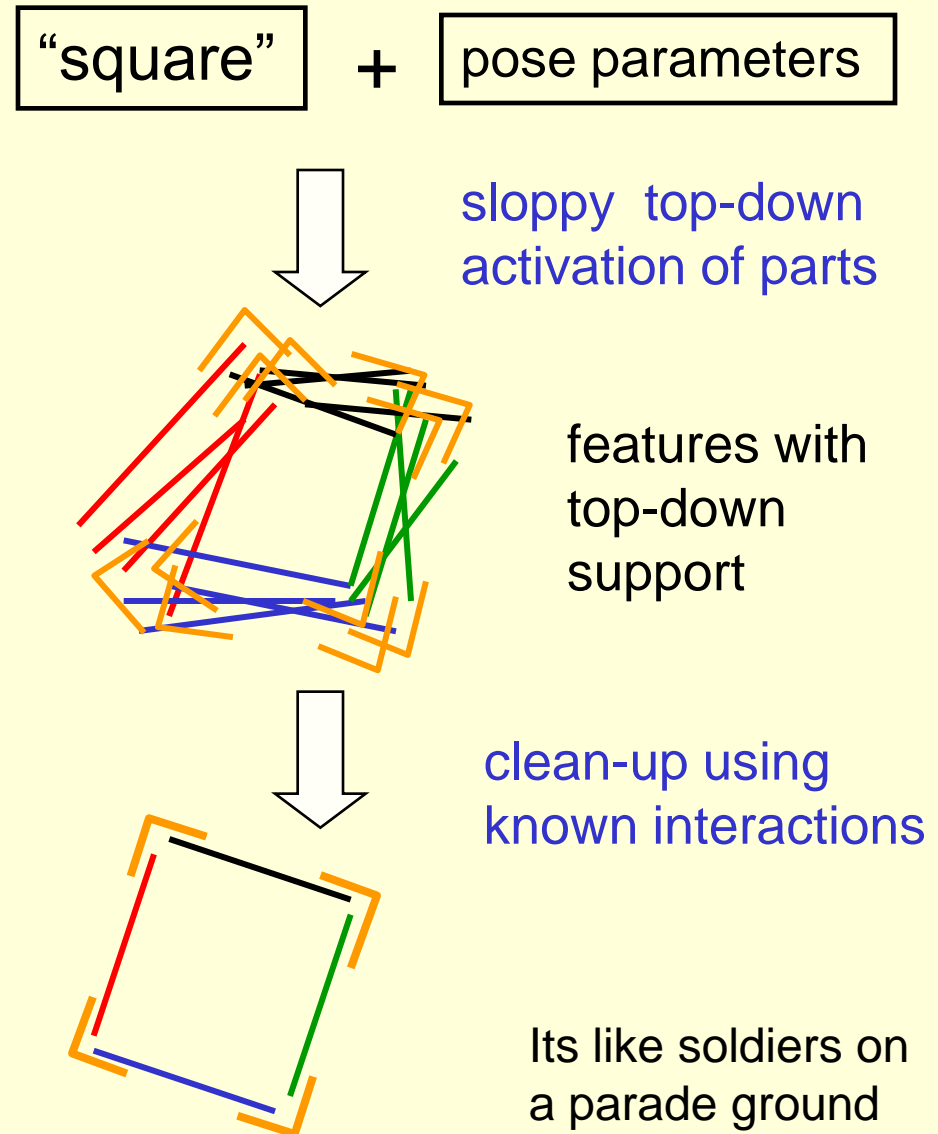 “square” + pose parameters
sloppy top-down
activation of parts
features with
top-down
support
clean-up using
known interactions
Its like soldiers on
a parade ground